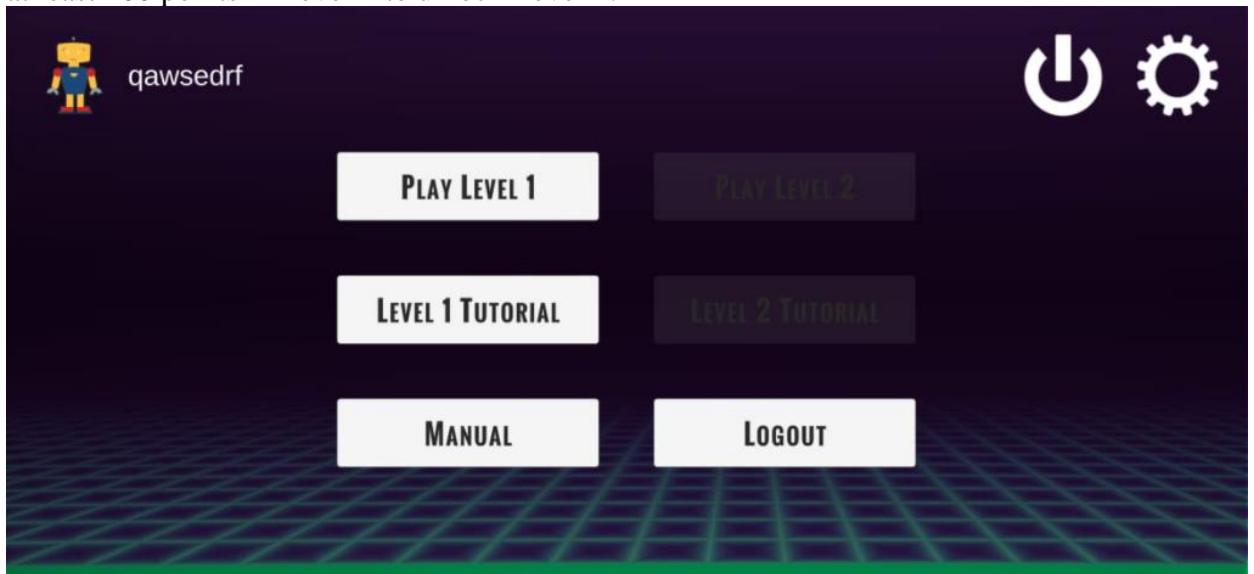 qawsedrf
PLAY LEVEL 1
PLAY LEVEL 2
LEVEL 1 TUTORIAL
LEVEL 2 TUTORIAL
MANUAL
LOGOUT